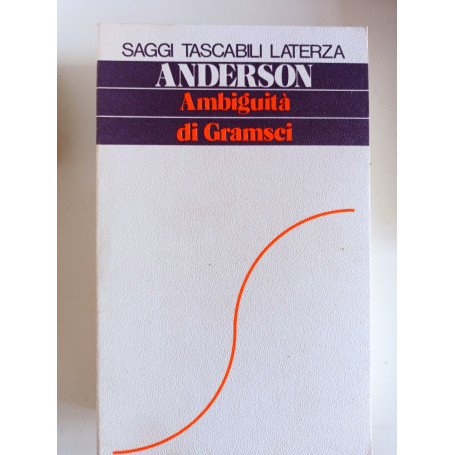 SAGGI TASCABILI LATERZA
ANDERSON
Ambiguità
di Gramsci